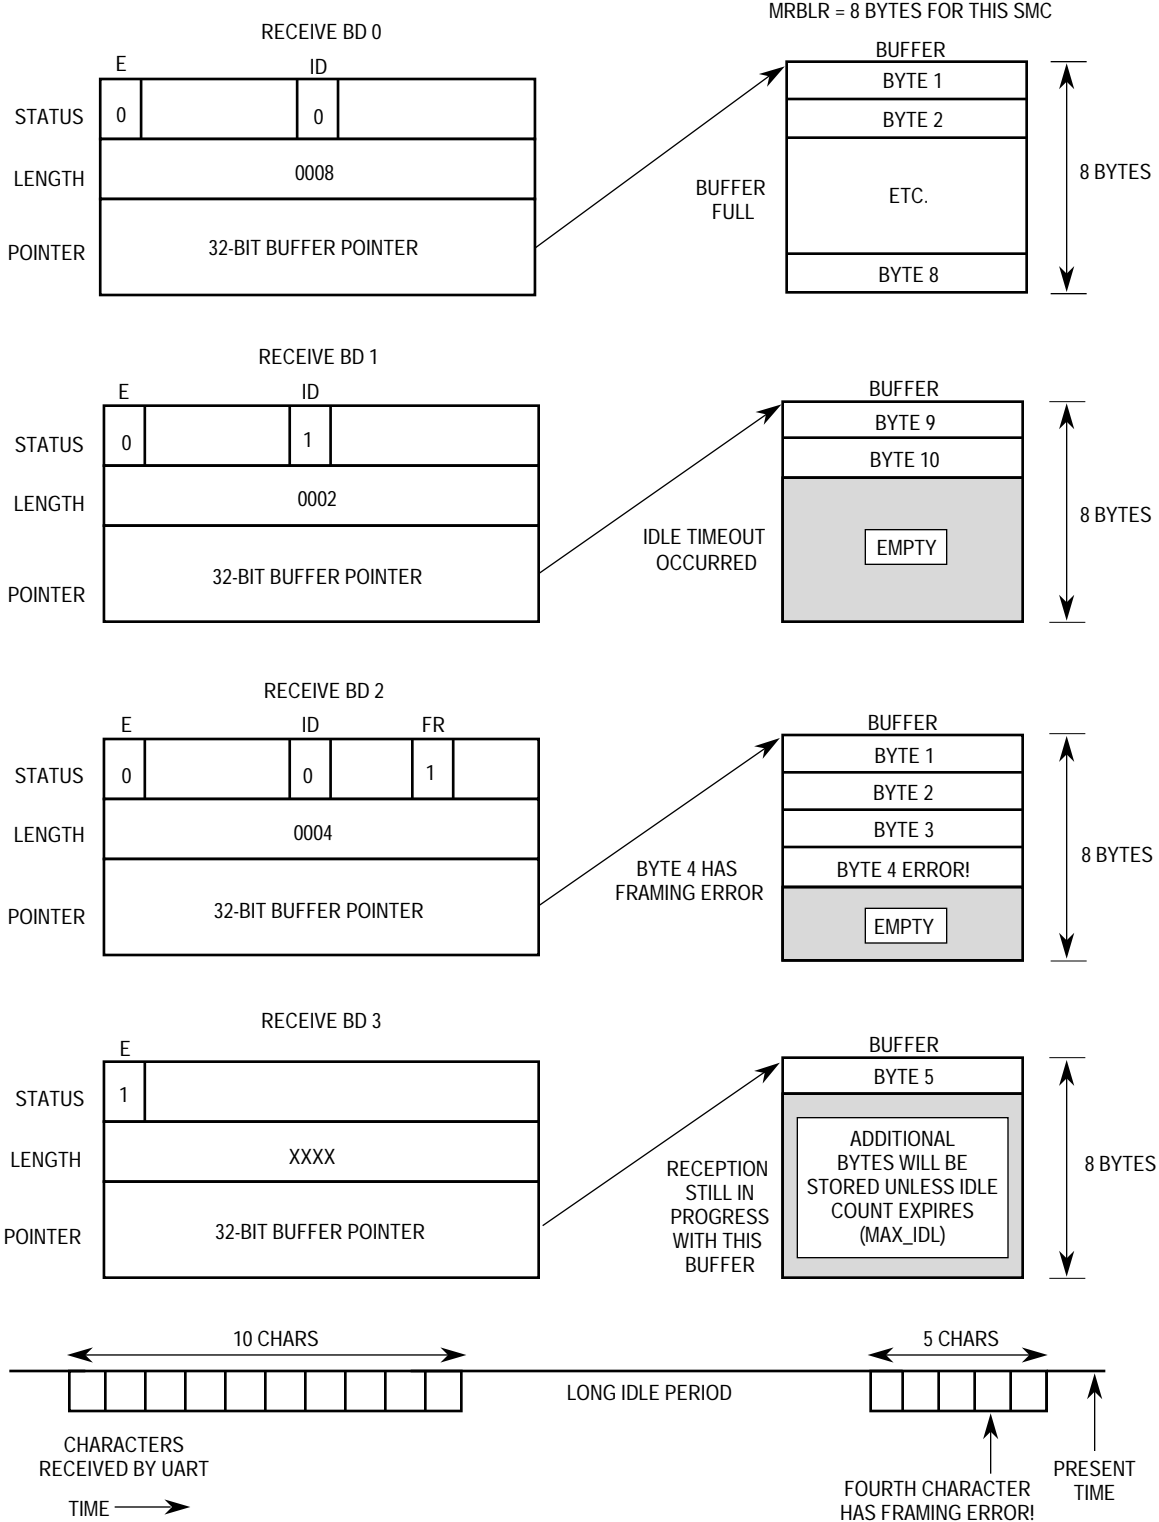 MRBLR = 8 BYTES FOR THIS SMC
RECEIVE BD 0
E ID
STATUS 0 0
LENGTH 0008
POINTER 32-BIT BUFFER POINTER
BUFFER
FULL
BUFFER
BYTE 1
BYTE 2
ETC.
BYTE 8
8 BYTES
RECEIVE BD 1
E ID
STATUS 0 1
LENGTH 0002
POINTER 32-BIT BUFFER POINTER
IDLE TIMEOUT
OCCURRED
BUFFER
BYTE 9
BYTE 10
EMPTY
8 BYTES
RECEIVE BD 2
E ID FR
STATUS 0 0 1
LENGTH 0004
POINTER 32-BIT BUFFER POINTER
BYTE 4 HAS
FRAMING ERROR
BUFFER
BYTE 1
BYTE 2
BYTE 3
BYTE 4 ERROR!
EMPTY
8 BYTES
RECEIVE BD 3
E
STATUS 1
LENGTH XXXX
POINTER 32-BIT BUFFER POINTER
RECEPTION
STILL IN
PROGRESS
WITH THIS
BUFFER
BUFFER
BYTE 5
ADDITIONAL
BYTES WILL BE
STORED UNLESS IDLE
COUNT EXPIRES
(MAX_IDL)
8 BYTES
10 CHARS
5 CHARS
LONG IDLE PERIOD
CHARACTERS
RECEIVED BY UART
TIME
FOURTH CHARACTER
HAS FRAMING ERROR!
PRESENT
TIME